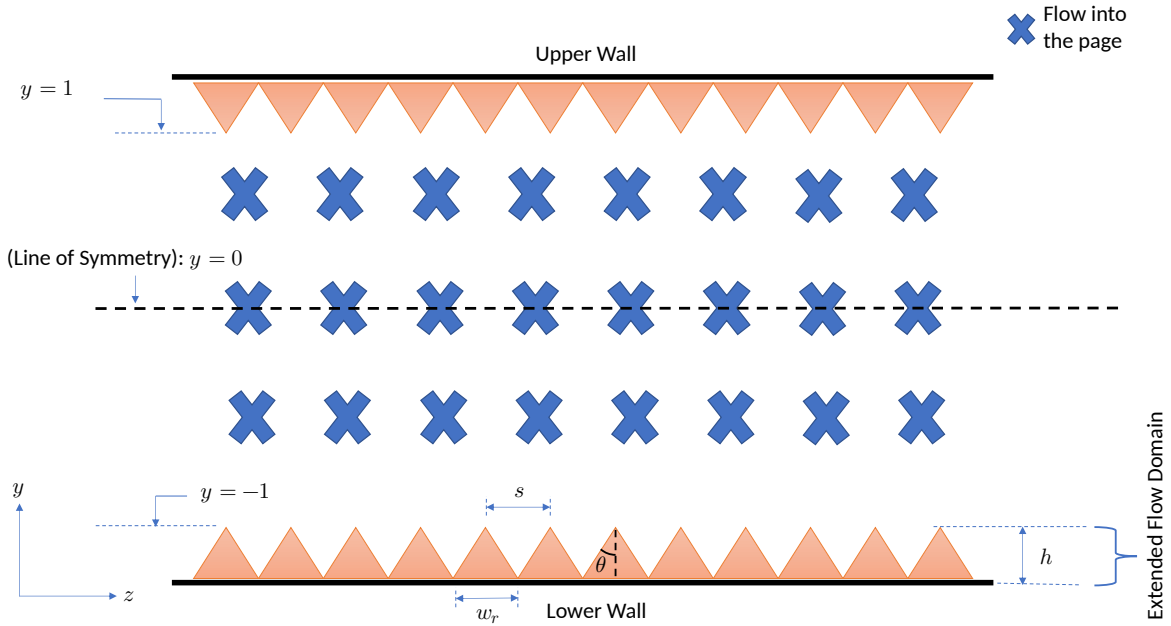 Flow into
the page
Upper Wall
y = 1
(Line of Symmetry): y = 0
y = −1
s
y
z
θ
h
w_r
Lower Wall
Extended Flow Domain